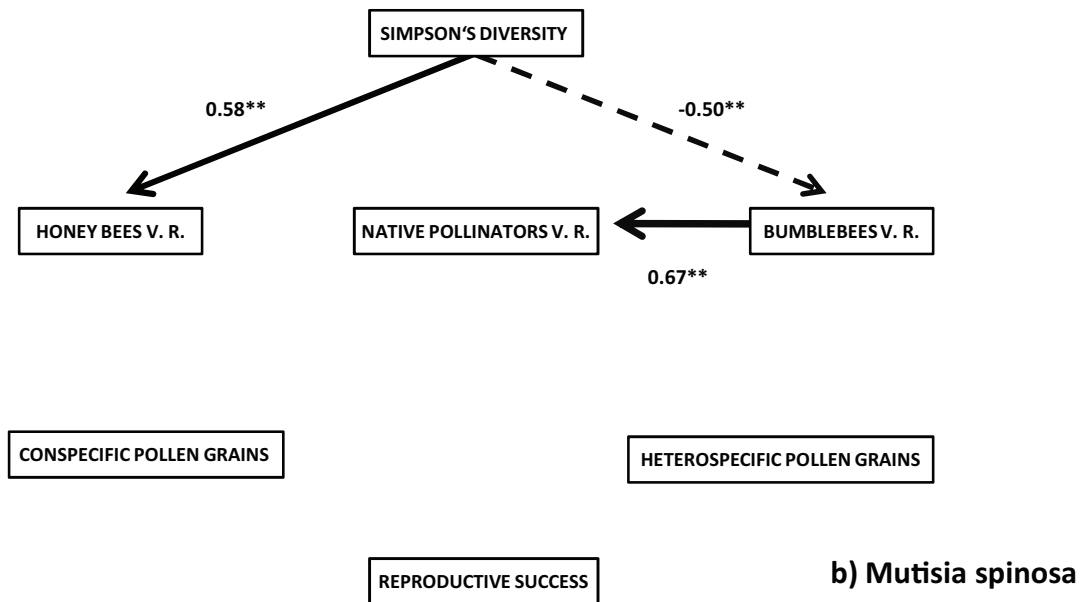 SIMPSON‘S DIVERSITY
0.58**
-0.50**
HONEY BEES V. R.
NATIVE POLLINATORS V. R.
BUMBLEBEES V. R.
0.67**
CONSPECIFIC POLLEN GRAINS
HETEROSPECIFIC POLLEN GRAINS
REPRODUCTIVE SUCCESS
b) Mutisia spinosa